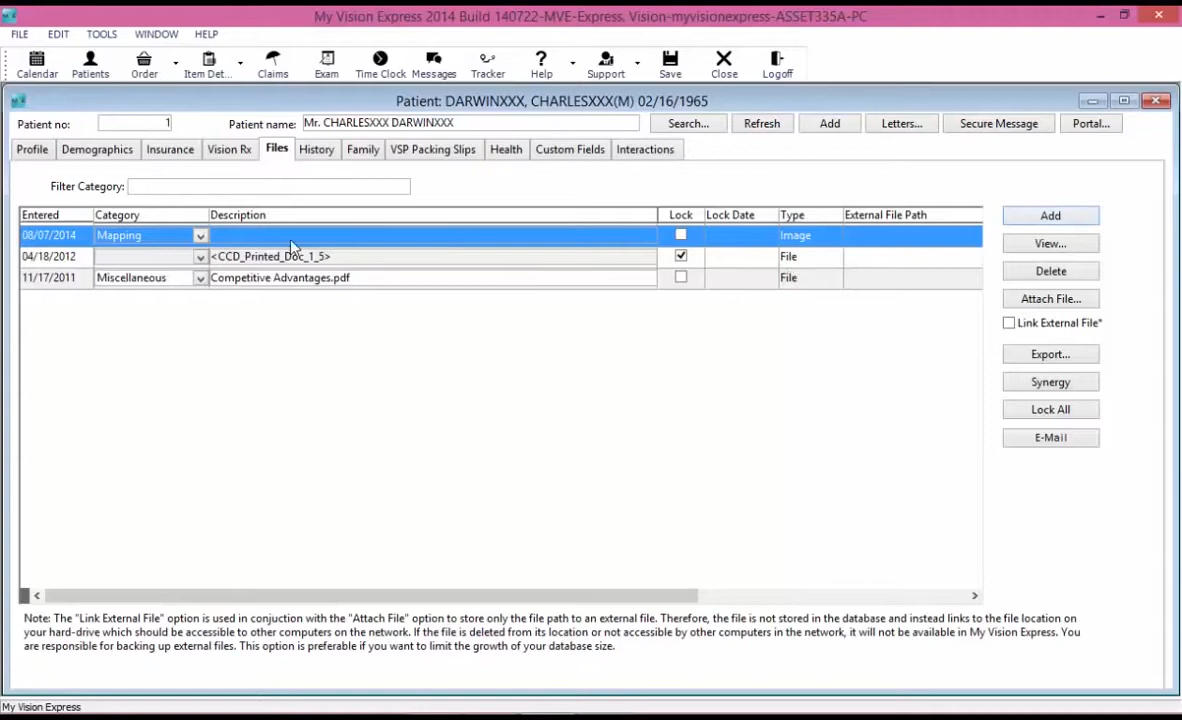 My Vision Express 2014 Build 140722-MVE-Express, Vision-myvisionexpress-ASSET335A-PC
FILE EDIT TOOLS WINDOW HELP
Calendar Patients Order Item Det... Claims Exam Time Clock Messages Tracker Help Support Save Close Logoff
Patient: DARWINXXX, CHARLESXXX(M) 02/16/1965
Patient no: 1 Patient name: Mr. CHARLESXXX DARWINXXX Search... Refresh Add Letters... Secure Message Portal...
Profile Demographics Insurance Vision Rx Files History Family VSP Packing Slips Health Custom Fields Interactions
Filter Category:
Entered Category Description Lock Lock Date Type External File Path
08/07/2014 Mapping Image
04/18/2012 <CCD_Printed_Doc_1_5> File
11/17/2011 Miscellaneous Competitive Advantages.pdf File
Add
View...
Delete
Attach File...
Link External File*
Export...
Synergy
Lock All
E-Mail
Note: The "Link External File" option is used in conjuction with the "Attach File" option to store only the file path to an external file. Therefore, the file is not stored in the database and instead links to the file location on
your hard-drive which should be accessible to other computers on the network. If the file is deleted from its location or not accessible by other computers in the network, it will not be available in My Vision Express. You
are responsible for backing up external files. This option is preferable if you want to limit the growth of your database size.
My Vision Express